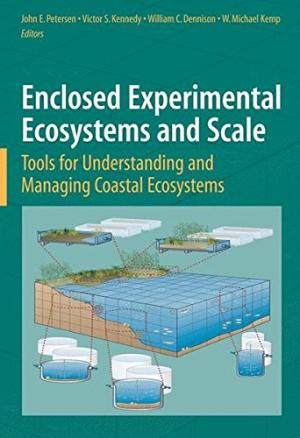 John E. Petersen • Victor S. Kennedy • William C. Dennison • W. Michael Kemp
Editors
Enclosed Experimental
Ecosystems and Scale
Tools for Understanding and
Managing Coastal Ecosystems